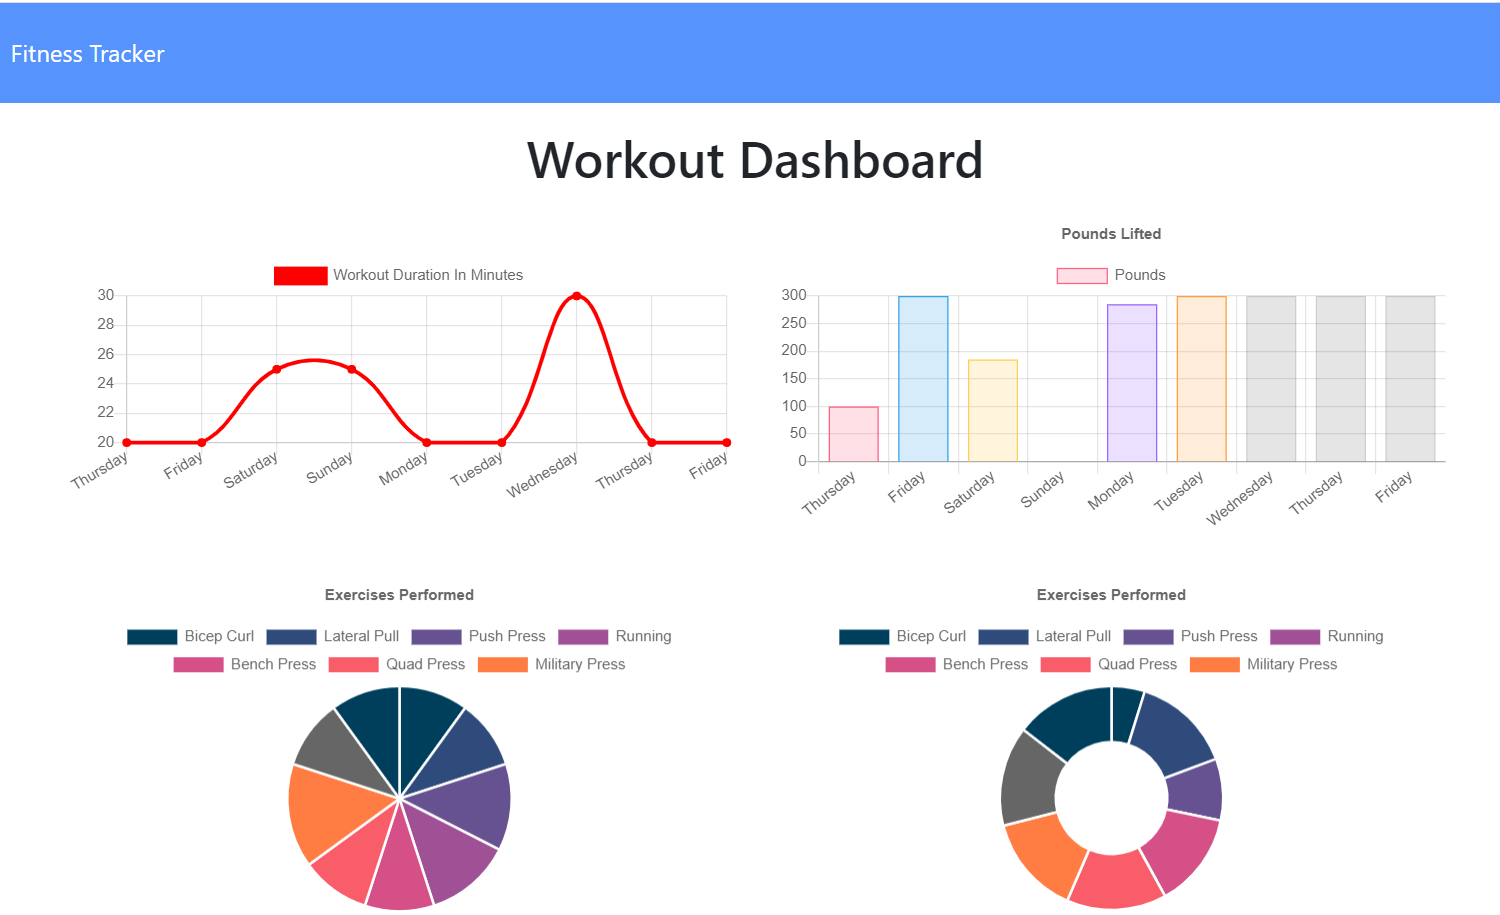 Fitness Tracker
Workout Dashboard
Workout Duration In Minutes
30
28
26
24
22
20
Thursday Friday Saturday Sunday Monday Tuesday Wednesday Thursday Friday
Pounds Lifted
Pounds
300
250
200
150
100
50
0
Thursday Friday Saturday Sunday Monday Tuesday Wednesday Thursday Friday
Exercises Performed
Bicep Curl Lateral Pull Push Press Running
Bench Press Quad Press Military Press
Exercises Performed
Bicep Curl Lateral Pull Push Press Running
Bench Press Quad Press Military Press